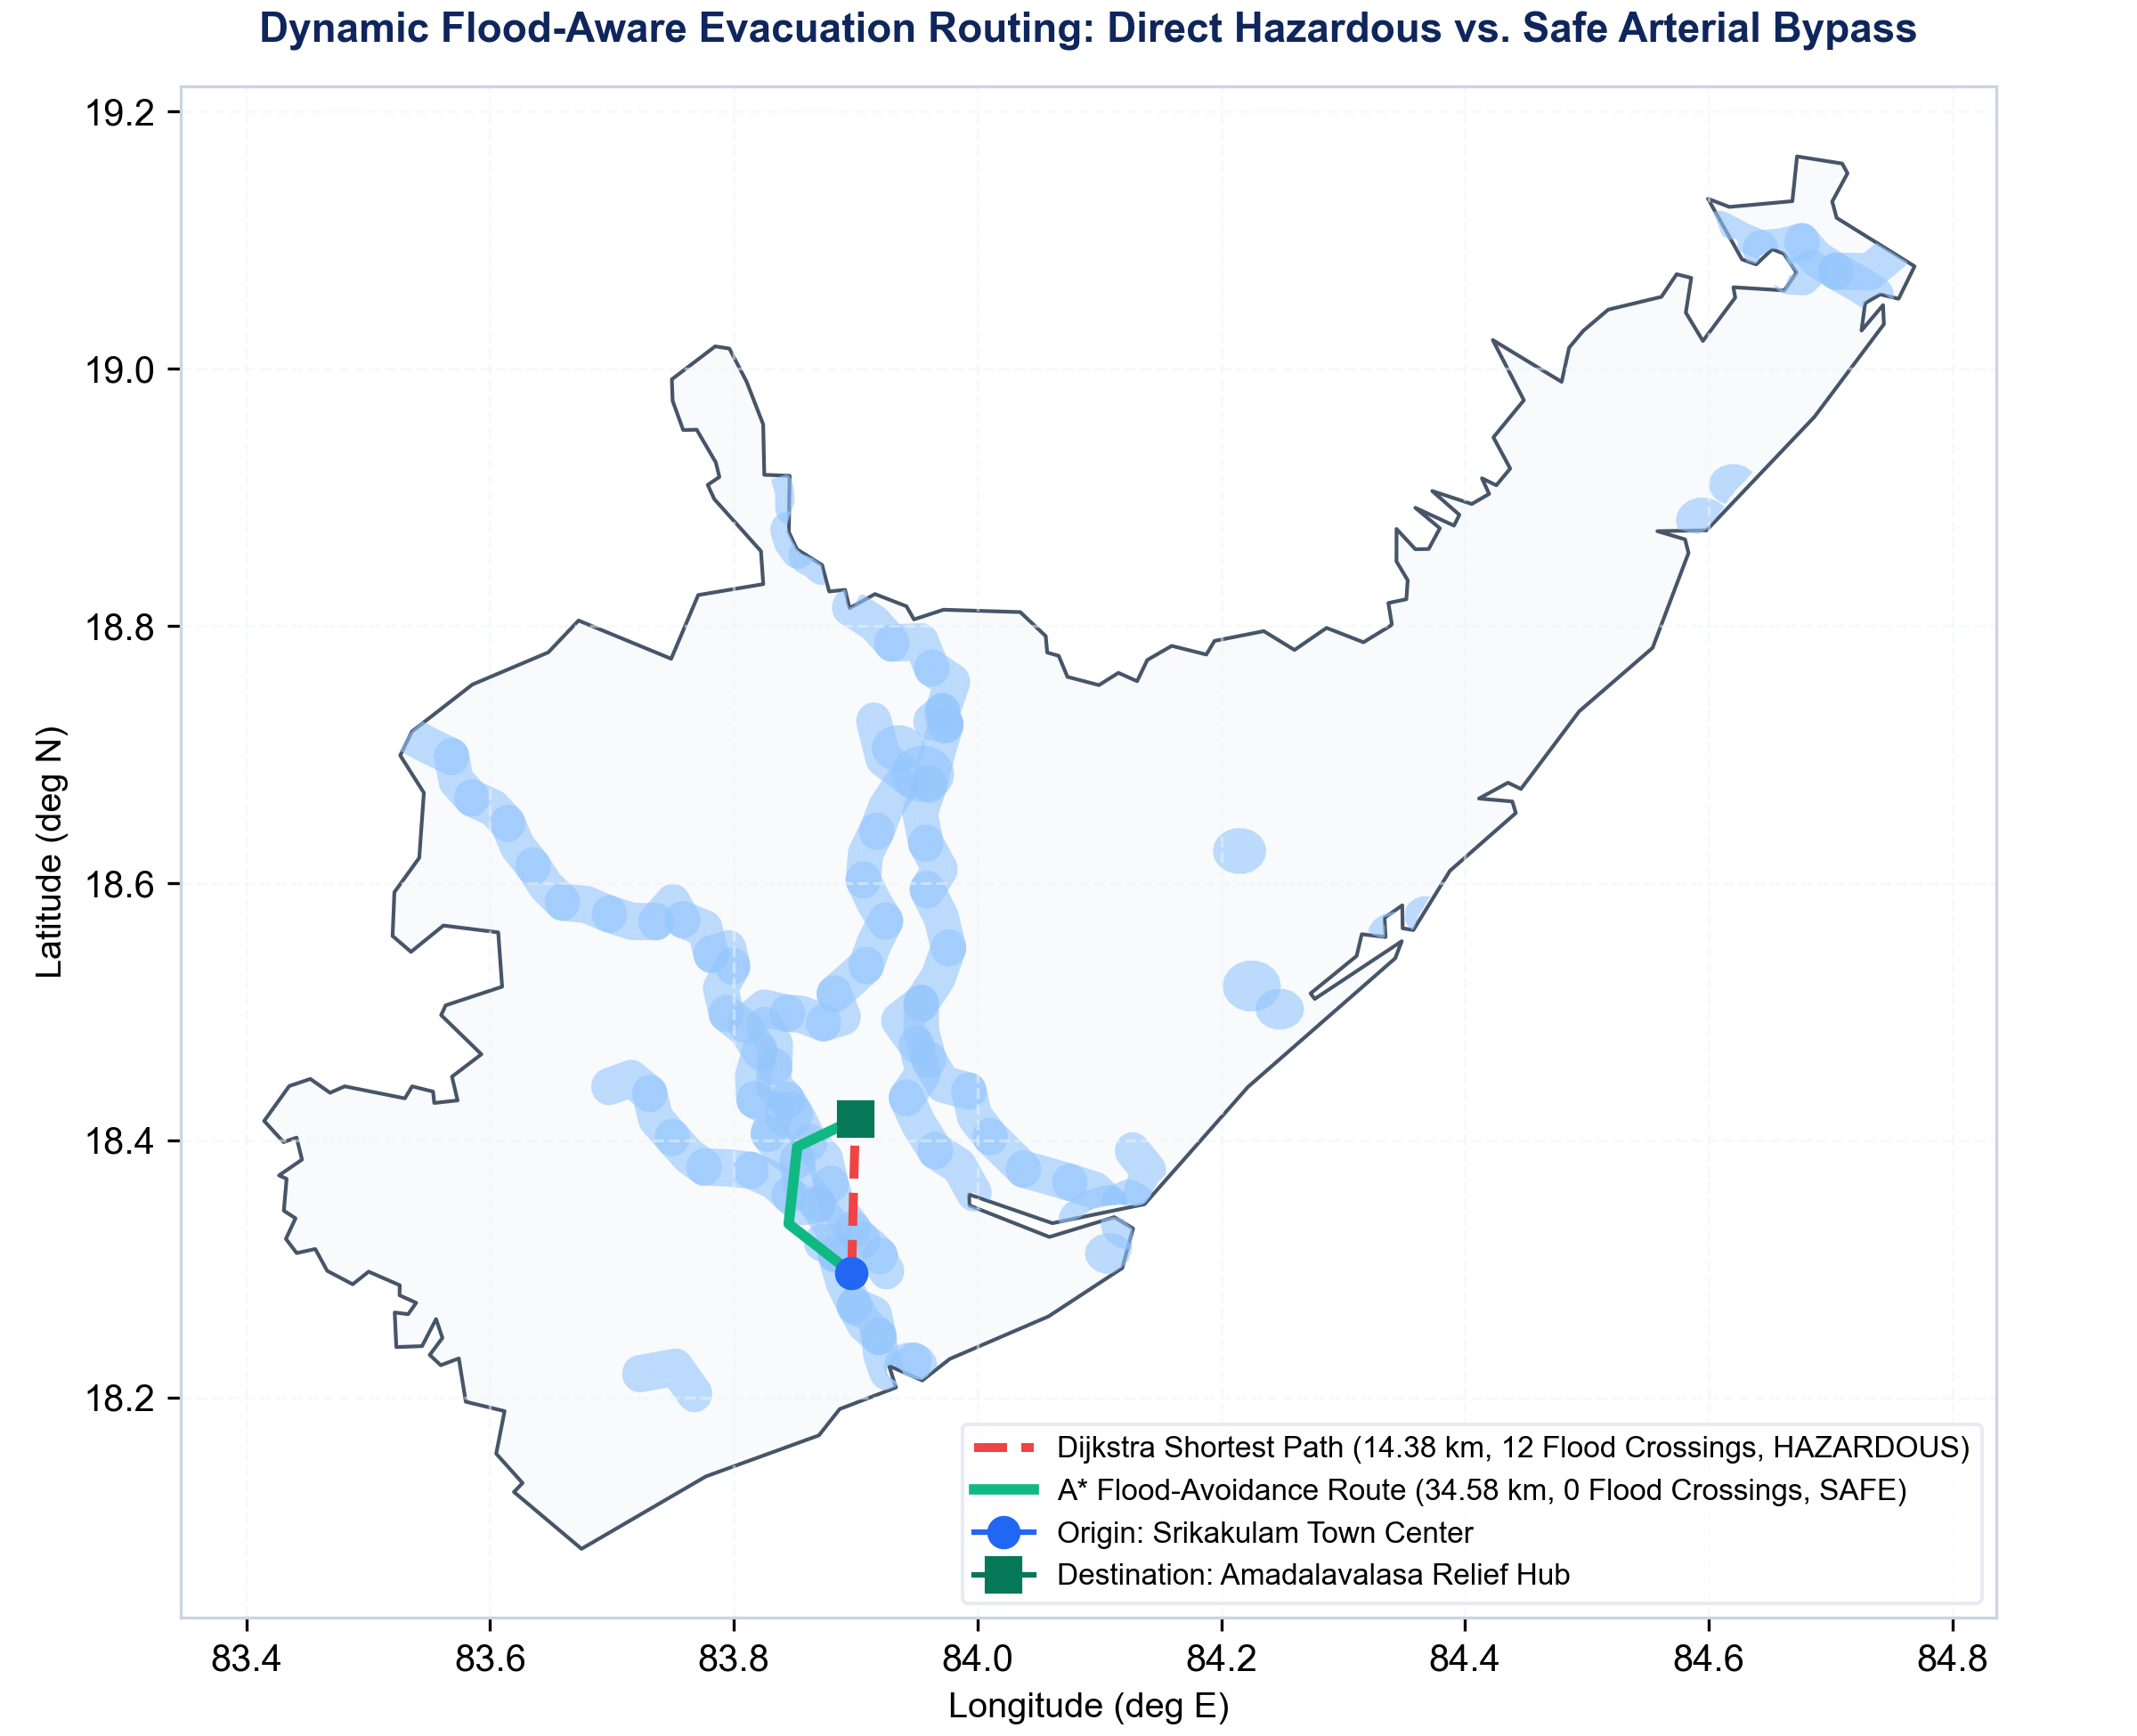 Dynamic Flood-Aware Evacuation Routing: Direct Hazardous vs. Safe Arterial Bypass
19.2
19.0
18.8
18.6
18.4
18.2
Latitude (deg N)
Dijkstra Shortest Path (14.38 km, 12 Flood Crossings, HAZARDOUS)
A* Flood-Avoidance Route (34.58 km, 0 Flood Crossings, SAFE)
Origin: Srikakulam Town Center
Destination: Amadalavalasa Relief Hub
83.4 83.6 83.8 84.0 84.2 84.4 84.6 84.8
Longitude (deg E)